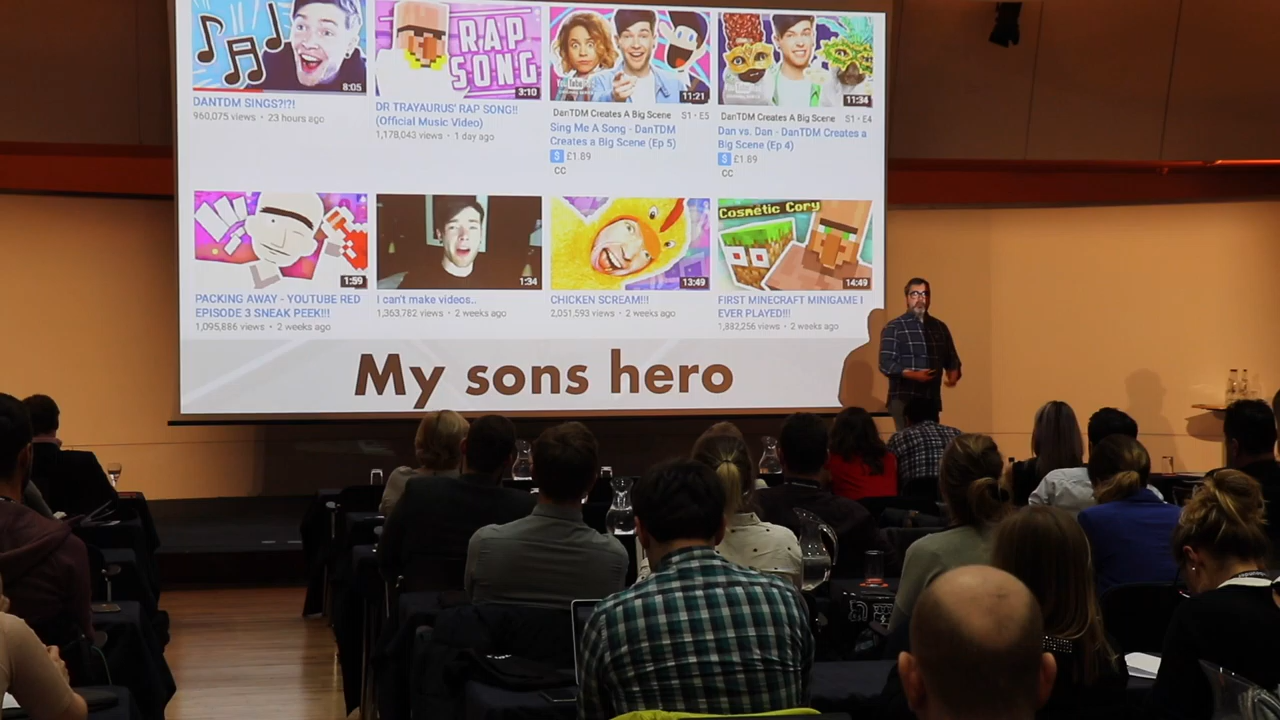 8:05
RAP
SONG
3:10
11:21
11:34
DANTDM SINGS?!?!
960,075 views • 23 hours ago
DR TRAYAURUS' RAP SONG!!
(Official Music Video)
1,178,043 views • 1 day ago
DanTDM Creates A Big Scene S1 • E5
Sing Me A Song - DanTDM
Creates a Big Scene (Ep 5)
$ £1.89
CC
DanTDM Creates A Big Scene S1 • E4
Dan vs. Dan - DanTDM Creates a
Big Scene (Ep 4)
$ £1.89
CC
1:59
1:34
13:49
Cosmetic Cory
14:49
PACKING AWAY - YOUTUBE RED
EPISODE 3 SNEAK PEEK!!!
1,095,886 views • 2 weeks ago
I can't make videos..
1,363,782 views • 2 weeks ago
CHICKEN SCREAM!!!
2,051,593 views • 2 weeks ago
FIRST MINECRAFT MINIGAME I
EVER PLAYED!!!
1,882,256 views • 2 weeks ago
My sons hero